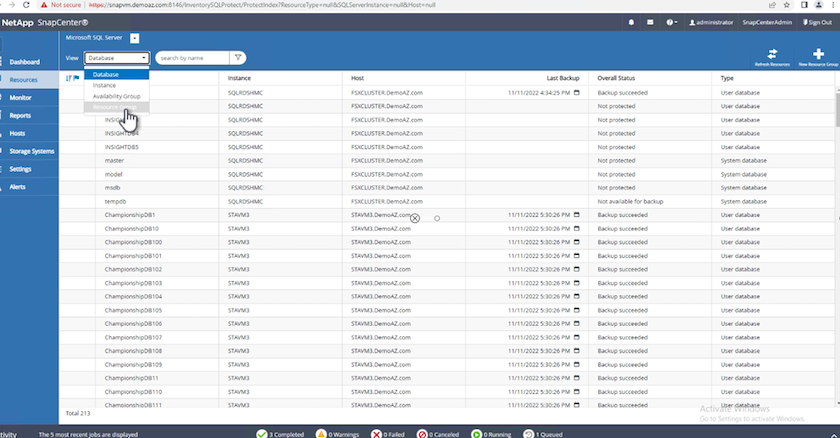 Not secure | https://snapvm.demoaz.com:8146/InventorySQLProtect/ProtectIndex?ResourceType=null&SQLServerInstance=null&Host=null
NetApp SnapCenter® administrator SnapCenterAdmin Sign Out
Microsoft SQL Server
View Database search by name
Refresh Resources New Resource Group
Database
Instance
Availability Group
Resource Group
Dashboard
Resources
Monitor
Reports
Hosts
Storage Systems
Settings
Alerts
Instance Host Last Backup Overall Status Type
SQLRDSHMC FSXCLUSTER.DemoAZ.com 11/11/2022 4:34:25 PM Backup succeeded User database
SQLRDSHMC FSXCLUSTER.DemoAZ.com Not protected User database
SQLRDSHMC FSXCLUSTER.DemoAZ.com Not protected User database
INSIGHTDB4 SQLRDSHMC FSXCLUSTER.DemoAZ.com Not protected User database
INSIGHTDB5 SQLRDSHMC FSXCLUSTER.DemoAZ.com Not protected User database
master SQLRDSHMC FSXCLUSTER.DemoAZ.com Not protected System database
model SQLRDSHMC FSXCLUSTER.DemoAZ.com Not protected System database
msdb SQLRDSHMC FSXCLUSTER.DemoAZ.com Not protected System database
tempdb SQLRDSHMC FSXCLUSTER.DemoAZ.com Not available for backup System database
ChampionshipDB1 STAVM3 STAVM3.DemoAZ.com 11/11/2022 5:30:26 PM Backup succeeded User database
ChampionshipDB10 STAVM3 STAVM3.DemoAZ.com 11/11/2022 5:30:26 PM Backup succeeded User database
ChampionshipDB100 STAVM3 STAVM3.DemoAZ.com 11/11/2022 5:30:26 PM Backup succeeded User database
ChampionshipDB101 STAVM3 STAVM3.DemoAZ.com 11/11/2022 5:30:26 PM Backup succeeded User database
ChampionshipDB102 STAVM3 STAVM3.DemoAZ.com 11/11/2022 5:30:26 PM Backup succeeded User database
ChampionshipDB103 STAVM3 STAVM3.DemoAZ.com 11/11/2022 5:30:26 PM Backup succeeded User database
ChampionshipDB104 STAVM3 STAVM3.DemoAZ.com 11/11/2022 5:30:26 PM Backup succeeded User database
ChampionshipDB105 STAVM3 STAVM3.DemoAZ.com 11/11/2022 5:30:26 PM Backup succeeded User database
ChampionshipDB106 STAVM3 STAVM3.DemoAZ.com 11/11/2022 5:30:26 PM Backup succeeded User database
ChampionshipDB107 STAVM3 STAVM3.DemoAZ.com 11/11/2022 5:30:26 PM Backup succeeded User database
ChampionshipDB108 STAVM3 STAVM3.DemoAZ.com 11/11/2022 5:30:26 PM Backup succeeded User database
ChampionshipDB109 STAVM3 STAVM3.DemoAZ.com 11/11/2022 5:30:26 PM Backup succeeded User database
ChampionshipDB11 STAVM3 STAVM3.DemoAZ.com 11/11/2022 5:30:26 PM Backup succeeded User database
ChampionshipDB110 STAVM3 STAVM3.DemoAZ.com 11/11/2022 5:30:26 PM Backup succeeded User database
ChampionshipDB111 STAVM3 STAVM3.DemoAZ.com 11/11/2022 5:30:26 PM Backup succeeded User database
Total 213
Activate Windows
Go to Settings to activate Windows.
The 5 most recent jobs are displayed 3 Completed 0 Warnings 0 Failed 0 Canceled 0 Running 1 Queued